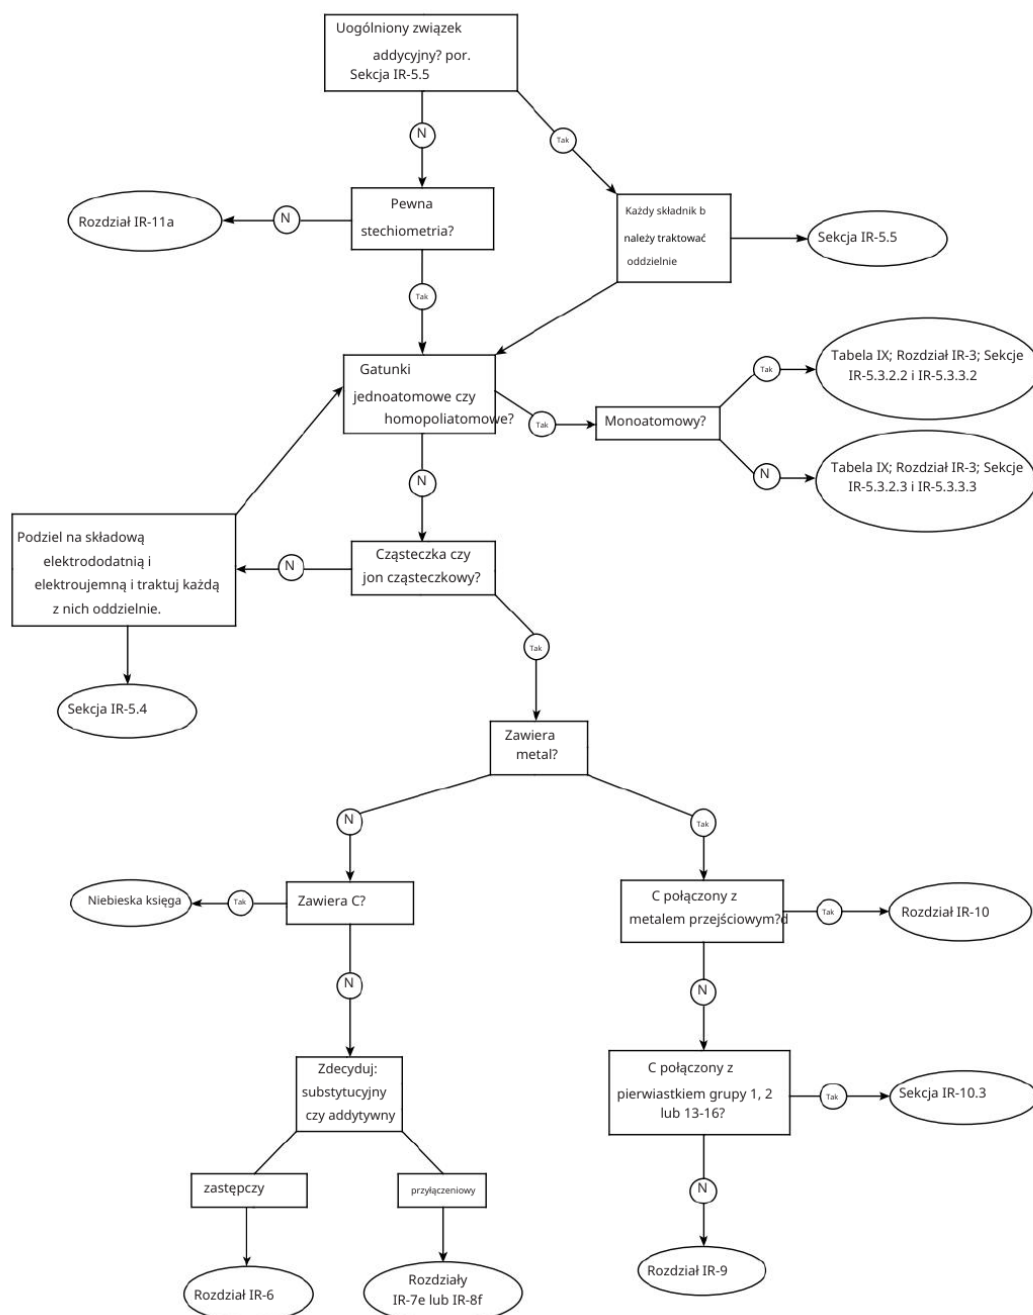 Uogólniony związek
addycyjny? por.
Sekcja IR-5.5
N
Tak
Pewna
stechiometria?
N
Rozdział IR-11a
Każdy składnik b
należy traktować
oddzielnie
Sekcja IR-5.5
Tak
Gatunki
jednoatomowe czy
homopoliatomowe?
Tak
Monoatomowy?
Tak
Tabela IX; Rozdział IR-3; Sekcje
IR-5.3.2.2 i IR-5.3.3.2
N
Tabela IX; Rozdział IR-3; Sekcje
IR-5.3.2.3 i IR-5.3.3.3
N
Cząsteczka czy
jon cząsteczkowy?
N
Podziel na składową
elektrododatnią i
elektroujemną i traktuj każdą
z nich oddzielnie.
Sekcja IR-5.4
Tak
Zawiera
metal?
N
Tak
Zawiera C?
Tak
Niebieska księga
C połączony z
metalem przejściowym?d
Tak
Rozdział IR-10
N
N
Zdecyduj:
substytucyjny
czy addytywny
C połączony z
pierwiastkiem grupy 1, 2
lub 13-16?
Tak
Sekcja IR-10.3
zastępczy
przyłączeniowy
N
Rozdział IR-6
Rozdziały
IR-7e lub IR-8f
Rozdział IR-9